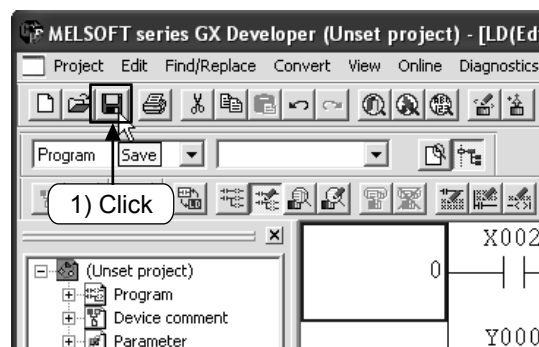 MELSOFT series GX Developer (Unset project) - [LD(Ed
Project Edit Find/Replace Convert View Online Diagnostics
Program Save
1) Click
(Unset project)
Program
Device comment
Parameter
X002
0
Y000